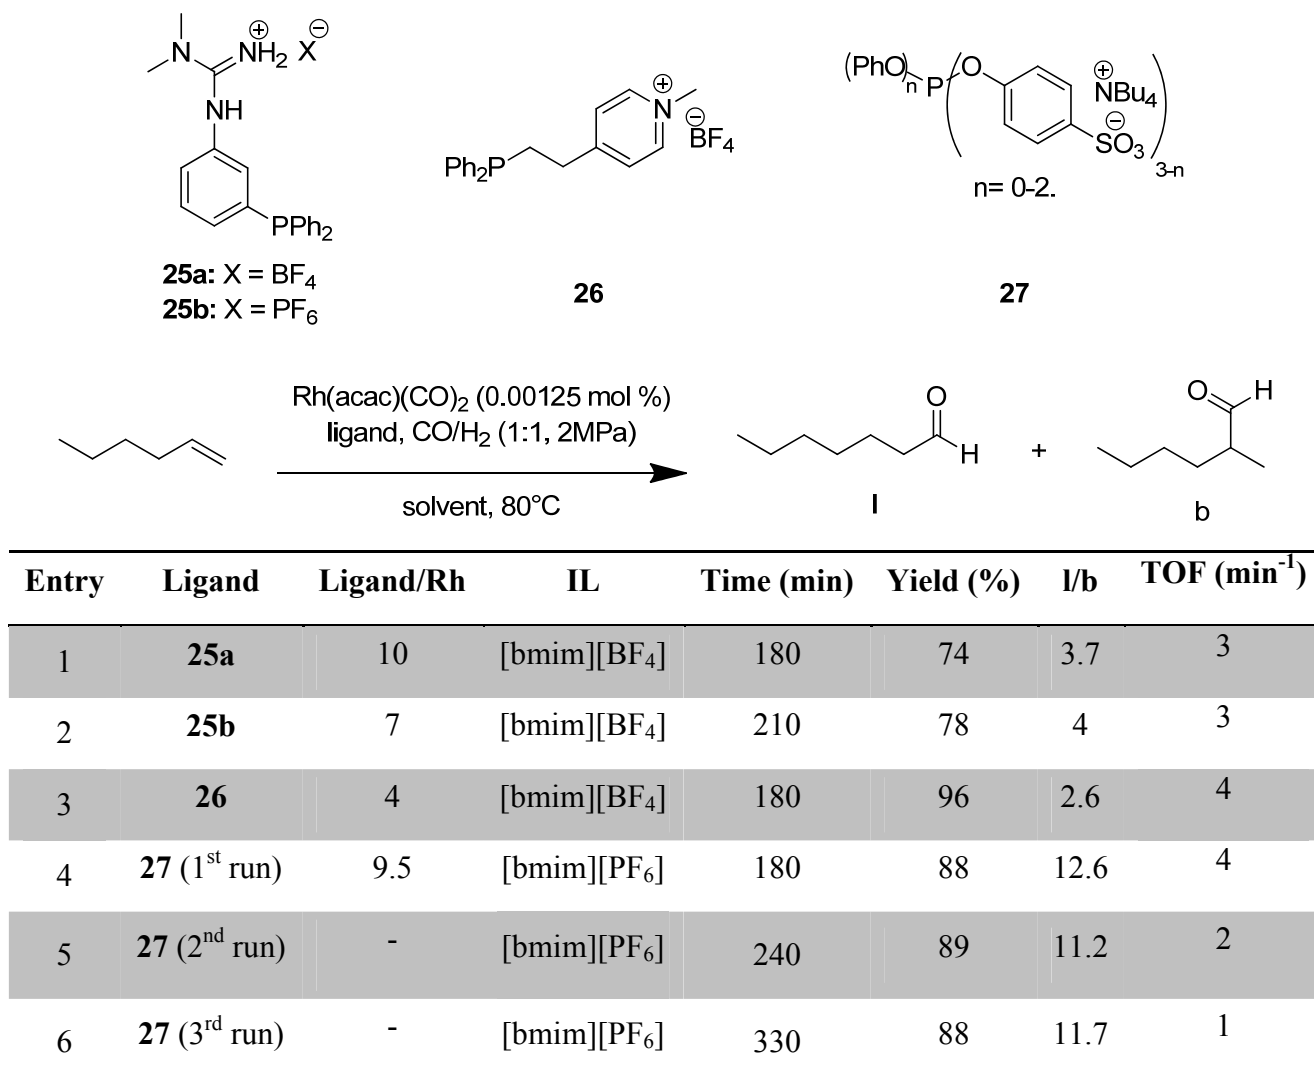 N ⊕NH₂ X⊖
NH
PPh₂
25a: X = BF₄
25b: X = PF₆
Ph₂P ⊕N ⊖BF₄
26
(PhO)ₙ P (O ⊕NBu₄ ⊖SO₃)₃₋ₙ
n= 0-2.
27
Rh(acac)(CO)₂ (0.00125 mol %)
ligand, CO/H₂ (1:1, 2MPa)
solvent, 80°C
O H
l
+
O H
b
Entry Ligand Ligand/Rh IL Time (min) Yield (%) l/b TOF (min⁻¹)
1 25a 10 [bmim][BF₄] 180 74 3.7 3
2 25b 7 [bmim][BF₄] 210 78 4 3
3 26 4 [bmim][BF₄] 180 96 2.6 4
4 27 (1ˢᵗ run) 9.5 [bmim][PF₆] 180 88 12.6 4
5 27 (2ⁿᵈ run) - [bmim][PF₆] 240 89 11.2 2
6 27 (3ʳᵈ run) - [bmim][PF₆] 330 88 11.7 1